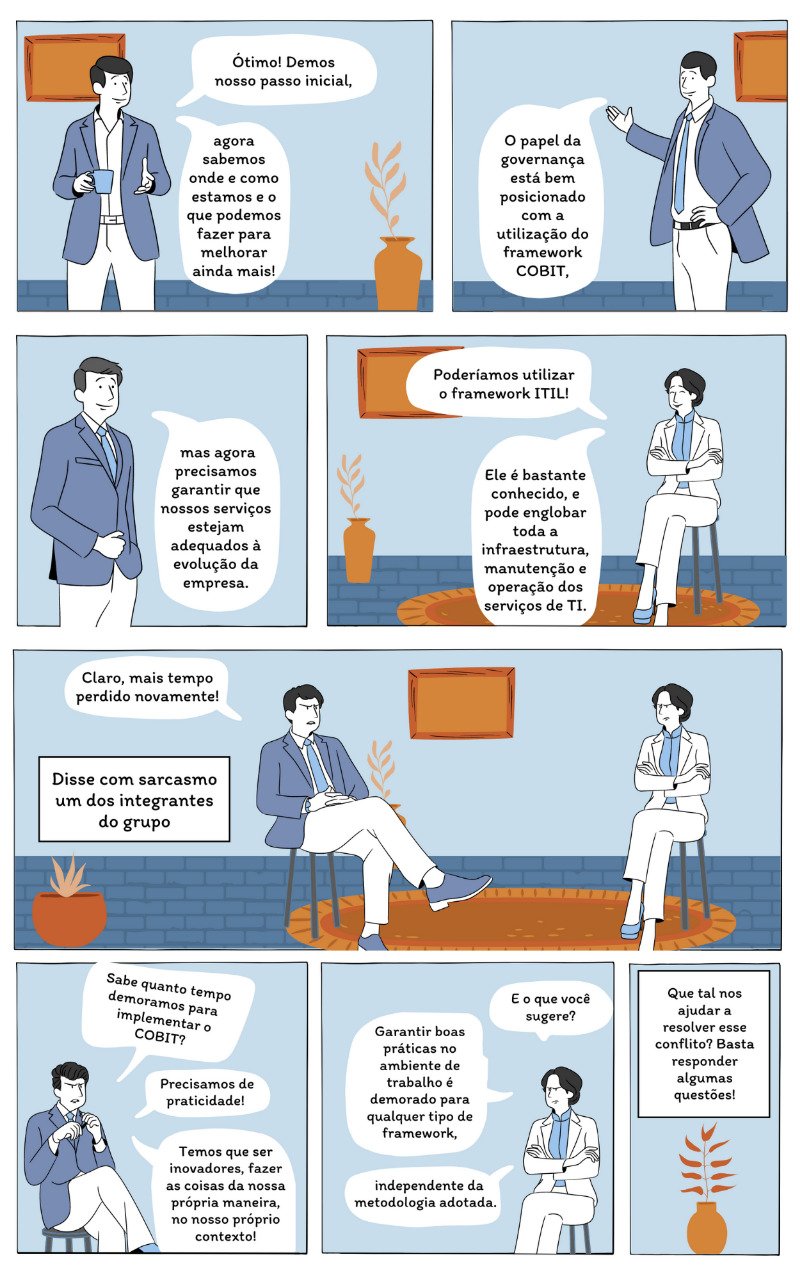 Ótimo! Demos
nosso passo inicial,
agora
sabemos
onde e como
estamos e o
que podemos
fazer para
melhorar
ainda mais!
O papel da
governança
está bem
posicionado
com a
utilização do
framework
COBIT,
mas agora
precisamos
garantir que
nossos serviços
estejam
adequados à
evolução da
empresa.
Poderíamos utilizar
o framework ITIL!
Ele é bastante
conhecido, e
pode englobar
toda a
infraestrutura,
manutenção e
operação dos
serviços de TI.
Claro, mais tempo
perdido novamente!
Disse com sarcasmo
um dos integrantes
do grupo
Sabe quanto tempo
demoramos para
implementar o
COBIT?
Precisamos de
praticidade!
Temos que ser
inovadores, fazer
as coisas da nossa
própria maneira,
no nosso próprio
contexto!
E o que você
sugere?
Garantir boas
práticas no
ambiente de
trabalho é
demorado para
qualquer tipo de
framework,
independente da
metodologia adotada.
Que tal nos
ajudar a
resolver esse
conflito? Basta
responder
algumas
questões!